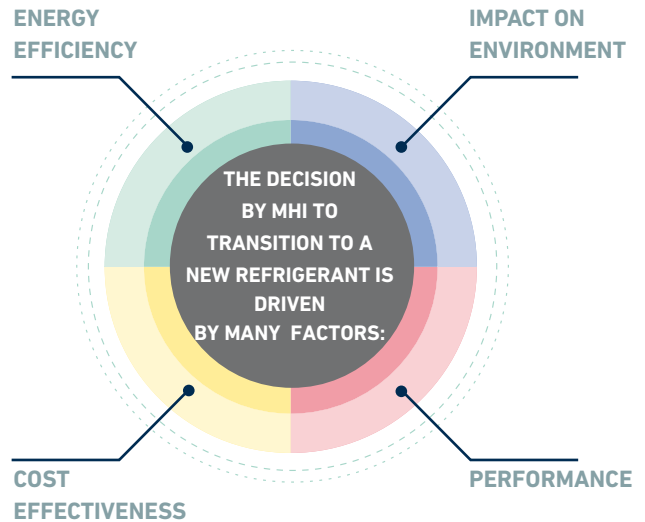 ENERGY
EFFICIENCY
IMPACT ON
ENVIRONMENT
THE DECISION
BY MHI TO
TRANSITION TO A
NEW REFRIGERANT IS
DRIVEN
BY MANY FACTORS:
COST
EFFECTIVENESS
PERFORMANCE